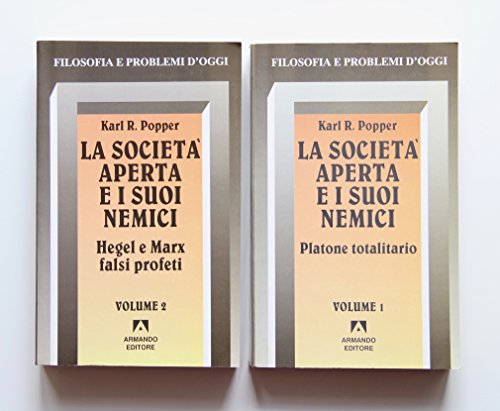 FILOSOFIA E PROBLEMI D'OGGI
Karl R. Popper
LA SOCIETÀ
APERTA
E I SUOI
NEMICI
Hegel e Marx
falsi profeti
VOLUME 2
ARMANDO
EDITORE
FILOSOFIA E PROBLEMI D'OGGI
Karl R. Popper
LA SOCIETÀ
APERTA
E I SUOI
NEMICI
Platone totalitario
VOLUME 1
ARMANDO
EDITORE